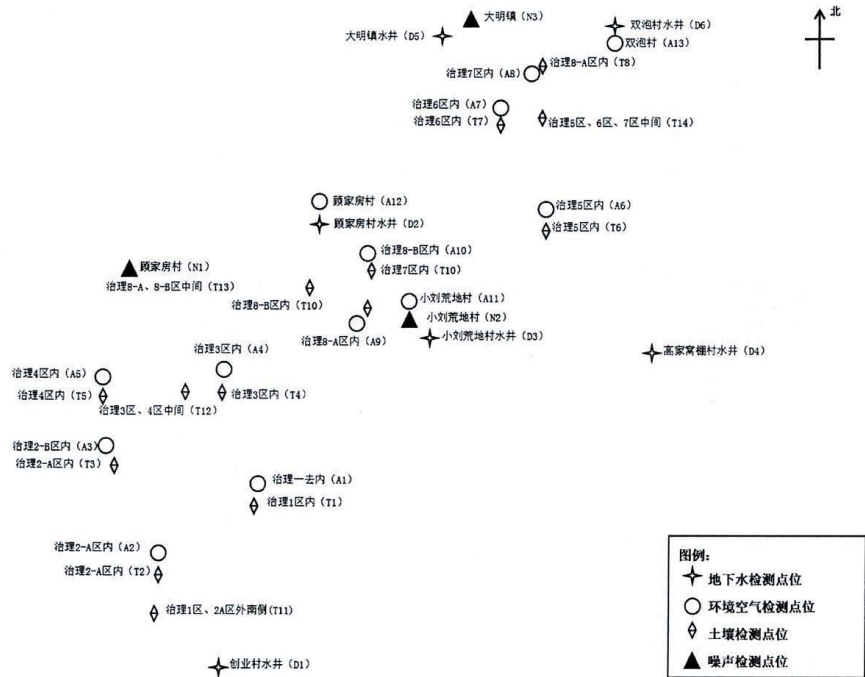 大明镇（N3）
北
大明镇水井（D5）
双泡村水井（D6）
双泡村（A13）
治理8-A区内（T8）
治理7区内（A8）
治理6区内（A7）
治理6区内（T7）
治理5区、6区、7区中间（T14）
顾家房村（A12）
治理5区内（A6）
顾家房村水井（D2）
治理5区内（T6）
治理8-B区内（A10）
顾家房村（N1）
治理7区内（T10）
治理8-A、8-B区中间（T13）
治理8-B区内（T10）
小刘荒地村（A11）
小刘荒地村（N2）
治理8-A区内（A9）
小刘荒地村水井（D3）
高家窝棚村水井（D4）
治理3区内（A4）
治理4区内（A5）
治理4区内（T5）
治理3区内（T4）
治理3区、4区中间（T12）
治理2-B区内（A3）
治理2-A区内（T3）
治理一去内（A1）
治理1区内（T1）
治理2-A区内（A2）
治理2-A区内（T2）
治理1区、2A区外南侧(T11）
创业村水井（D1）
图例：
地下水检测点位
环境空气检测点位
土壤检测点位
噪声检测点位